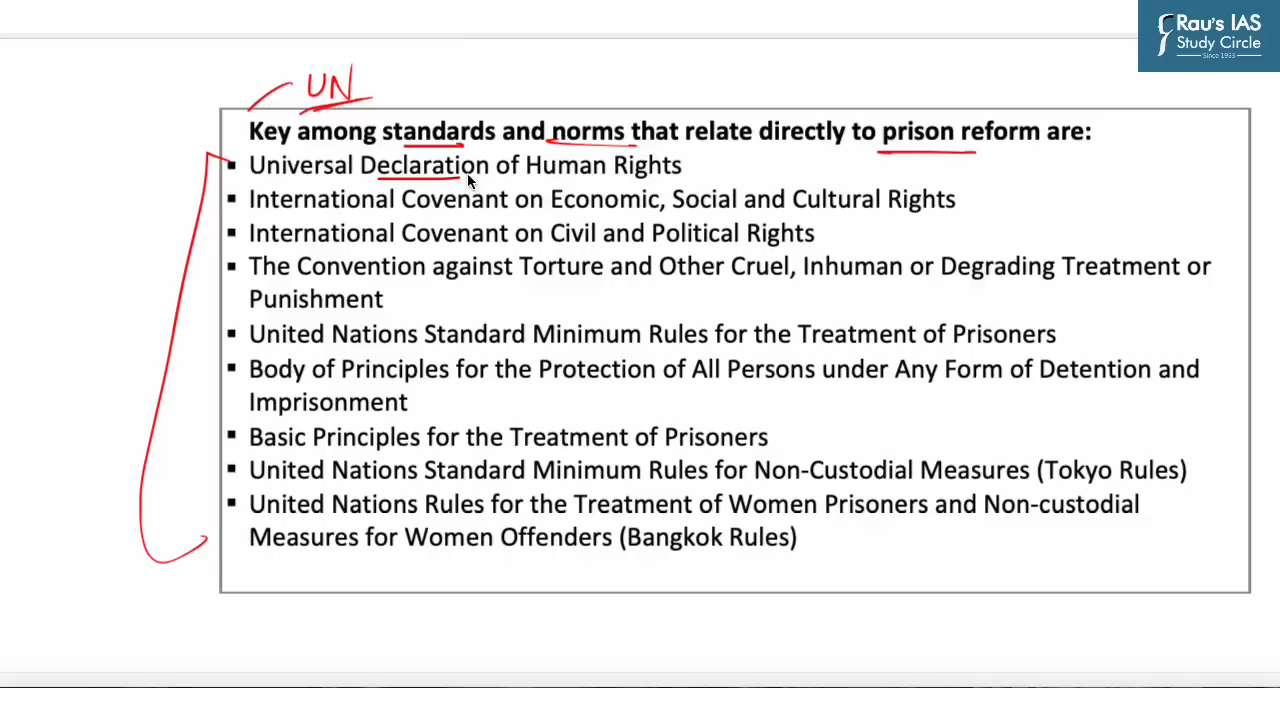 Rau's IAS
Study Circle
Since 1953
UN
Key among standards and norms that relate directly to prison reform are:
▪ Universal Declaration of Human Rights
▪ International Covenant on Economic, Social and Cultural Rights
▪ International Covenant on Civil and Political Rights
▪ The Convention against Torture and Other Cruel, Inhuman or Degrading Treatment or
Punishment
▪ United Nations Standard Minimum Rules for the Treatment of Prisoners
▪ Body of Principles for the Protection of All Persons under Any Form of Detention and
Imprisonment
▪ Basic Principles for the Treatment of Prisoners
▪ United Nations Standard Minimum Rules for Non-Custodial Measures (Tokyo Rules)
▪ United Nations Rules for the Treatment of Women Prisoners and Non-custodial
Measures for Women Offenders (Bangkok Rules)